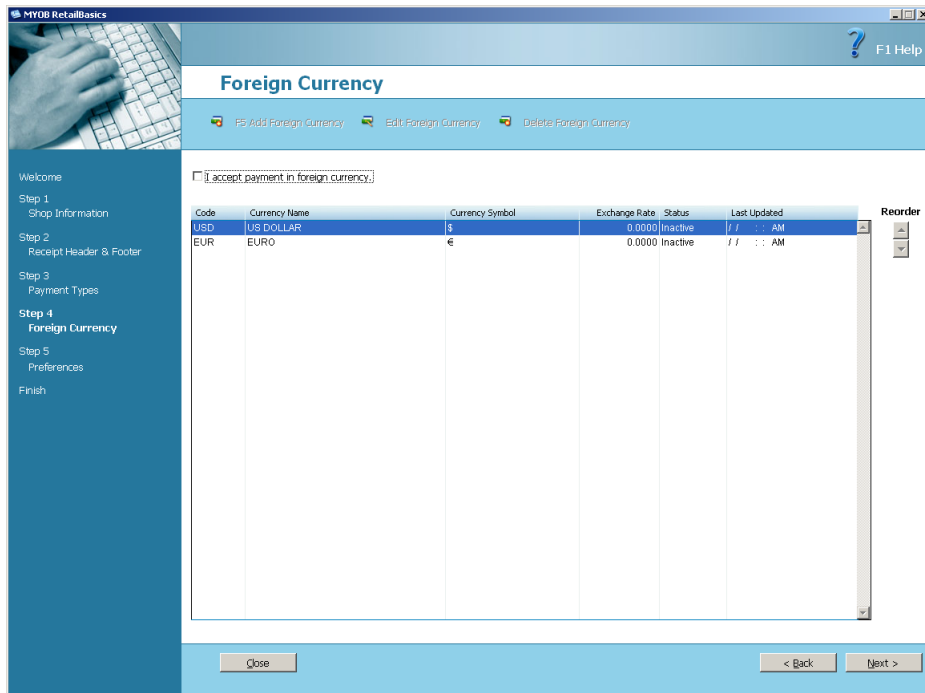 MYOB RetailBasics
F1 Help
Foreign Currency
F5 Add Foreign Currency Edit Foreign Currency Delete Foreign Currency
Welcome
Step 1
Shop Information
Step 2
Receipt Header & Footer
Step 3
Payment Types
Step 4
Foreign Currency
Step 5
Preferences
Finish
I accept payment in foreign currency.
Code Currency Name Currency Symbol Exchange Rate Status Last Updated
USD US DOLLAR $ 0.0000 Inactive / / : : AM
EUR EURO € 0.0000 Inactive / / : : AM
Reorder
Close < Back Next >